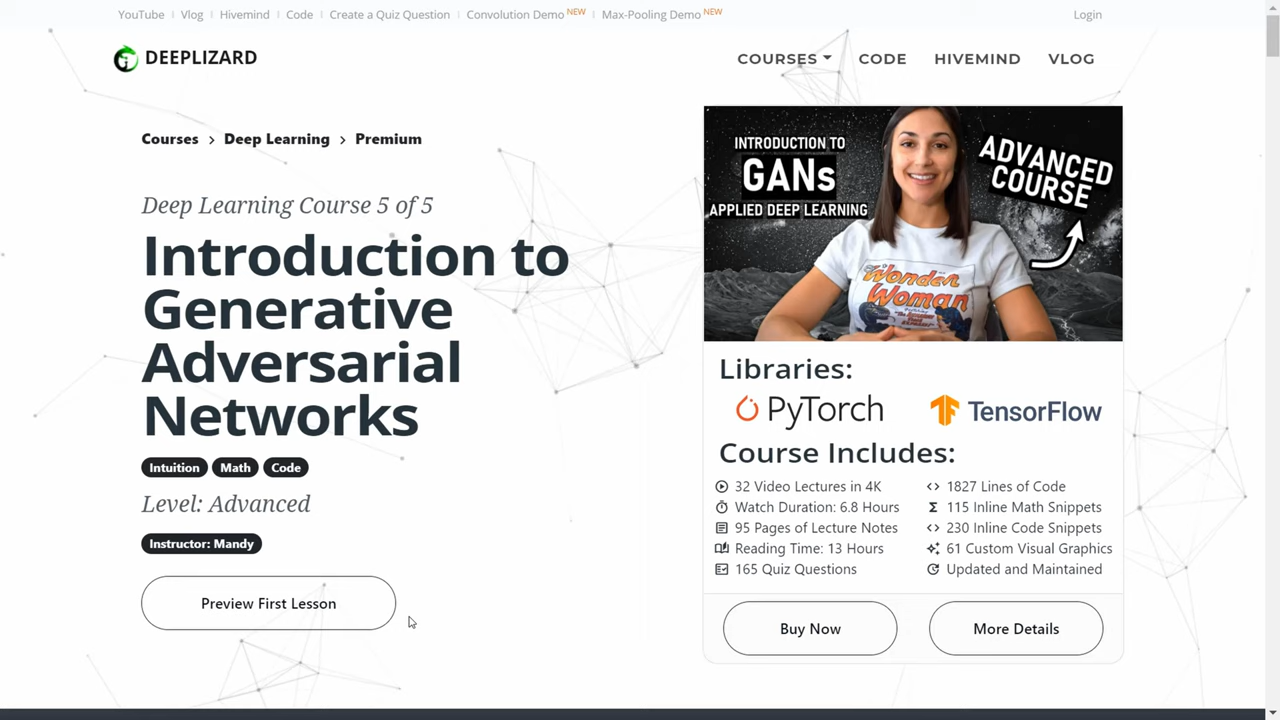 YouTube Vlog Hivemind Code Create a Quiz Question Convolution Demo NEW Max-Pooling Demo NEW Login
DEEPLIZARD
COURSES CODE HIVEMIND VLOG
Courses > Deep Learning > Premium
Deep Learning Course 5 of 5
Introduction to
Generative
Adversarial
Networks
Intuition Math Code
Level: Advanced
Instructor: Mandy
Preview First Lesson
INTRODUCTION TO
GANs
APPLIED DEEP LEARNING
ADVANCED
COURSE
Wonder
Woman
Libraries:
PyTorch TensorFlow
Course Includes:
32 Video Lectures in 4K
Watch Duration: 6.8 Hours
95 Pages of Lecture Notes
Reading Time: 13 Hours
165 Quiz Questions
<> 1827 Lines of Code
Σ 115 Inline Math Snippets
<> 230 Inline Code Snippets
61 Custom Visual Graphics
Updated and Maintained
Buy Now
More Details